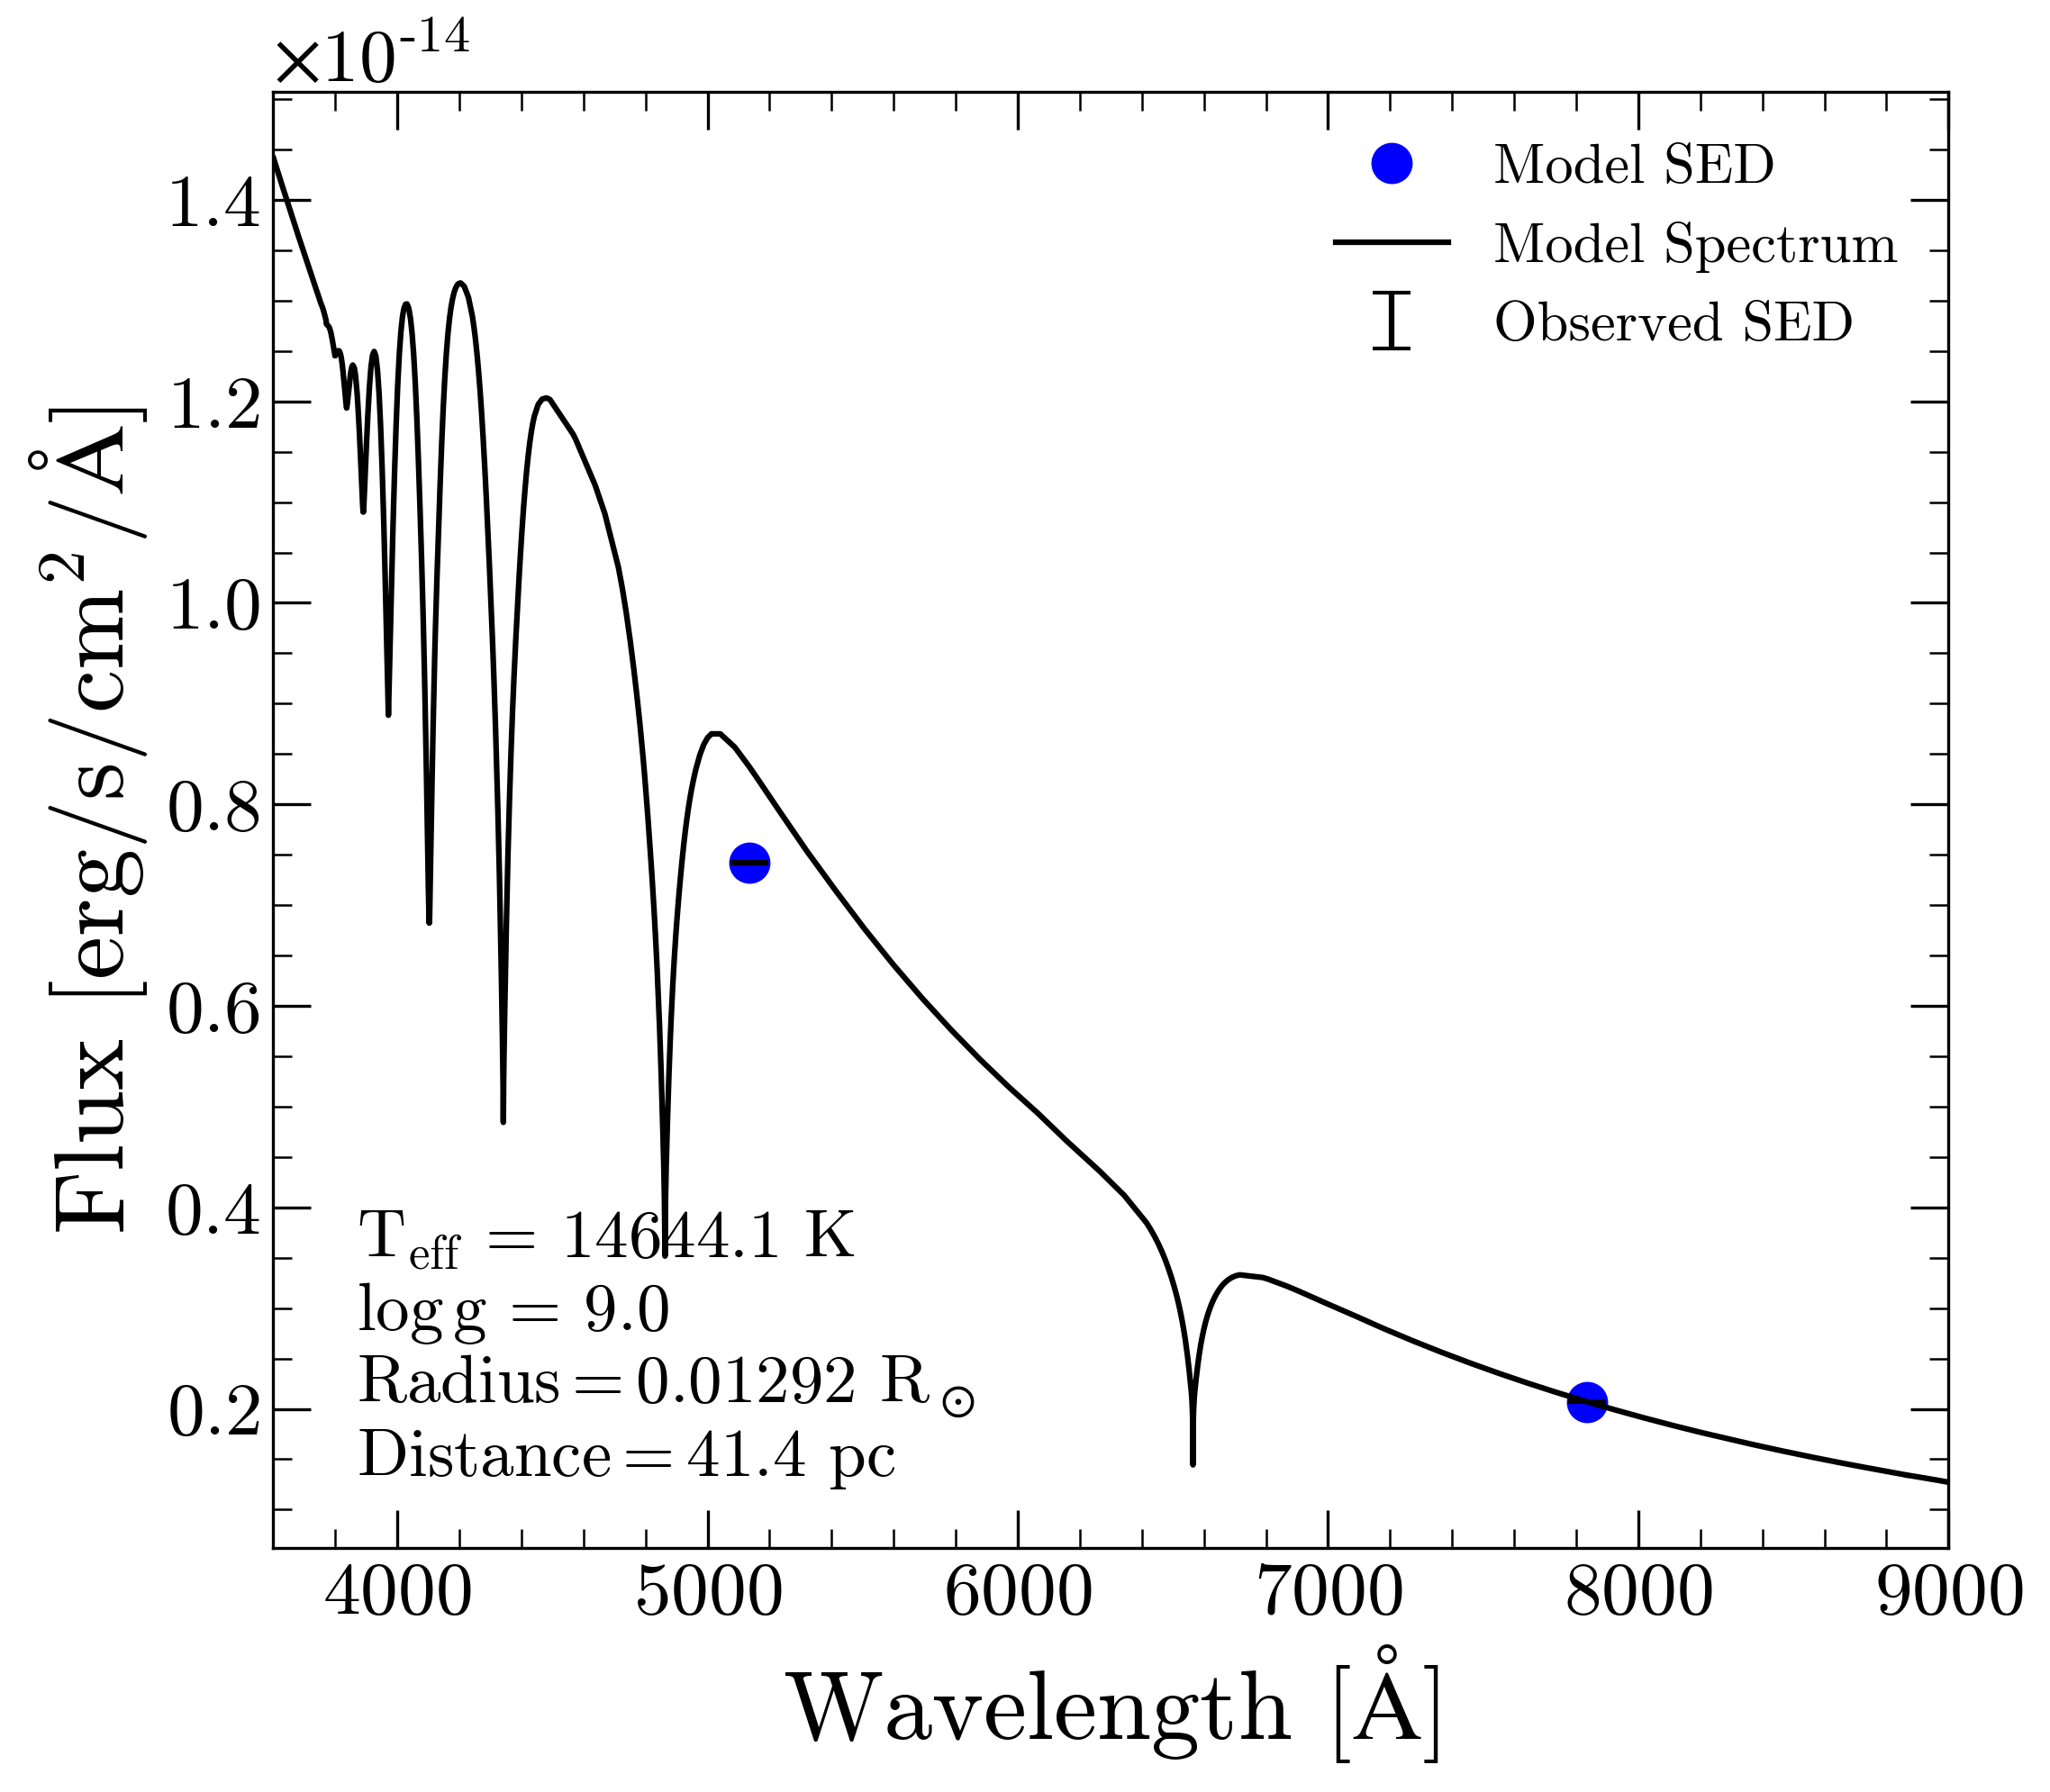 ×10⁻¹⁴
1.4
1.2
1.0
0.8
0.6
0.4
0.2
Flux [erg/s/cm²/Å]
Model SED
Model Spectrum
Observed SED
T_eff = 14644.1 K
log g = 9.0
Radius = 0.01292 R_⊙
Distance = 41.4 pc
4000 5000 6000 7000 8000 9000
Wavelength [Å]